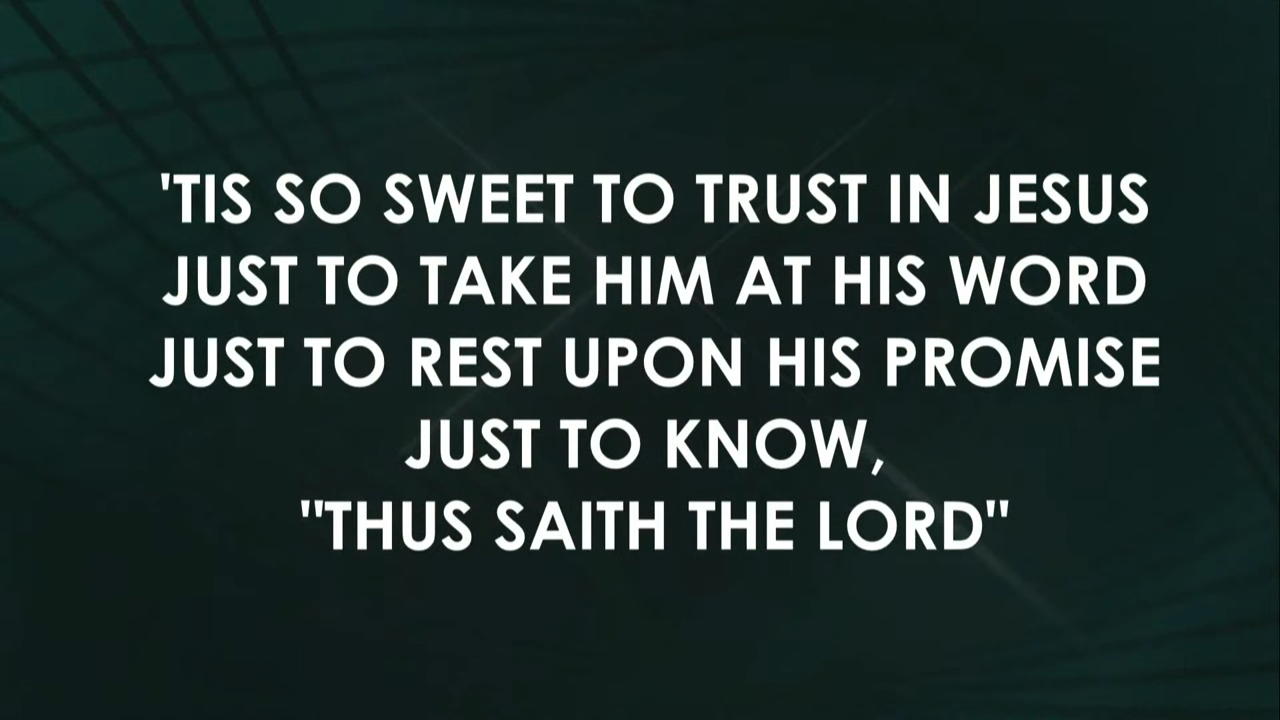 'TIS SO SWEET TO TRUST IN JESUS
JUST TO TAKE HIM AT HIS WORD
JUST TO REST UPON HIS PROMISE
JUST TO KNOW,
"THUS SAITH THE LORD"